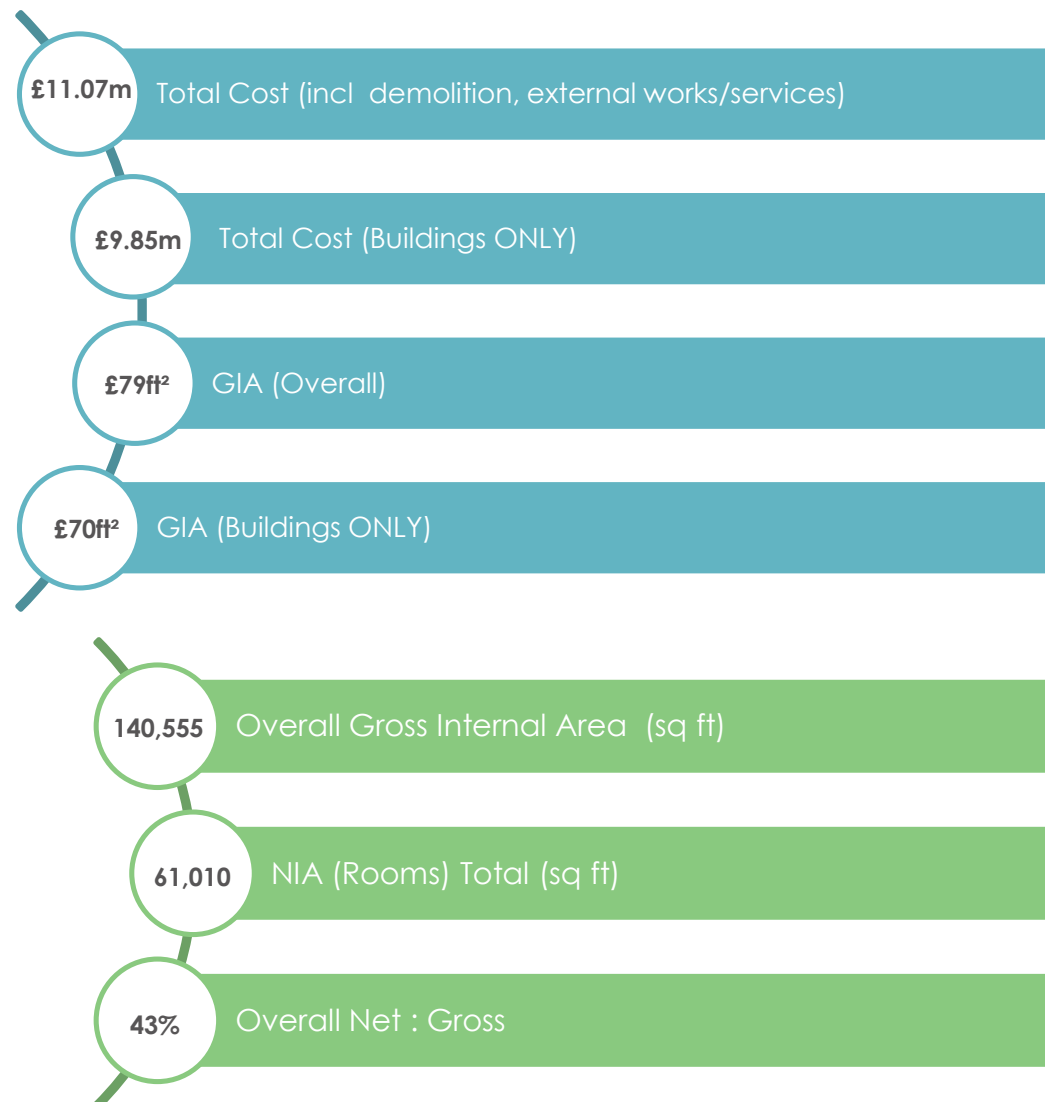 £11.07m Total Cost (incl demolition, external works/services)
£9.85m Total Cost (Buildings ONLY)
£79ft² GIA (Overall)
£70ft² GIA (Buildings ONLY)
140,555 Overall Gross Internal Area (sq ft)
61,010 NIA (Rooms) Total (sq ft)
43% Overall Net : Gross